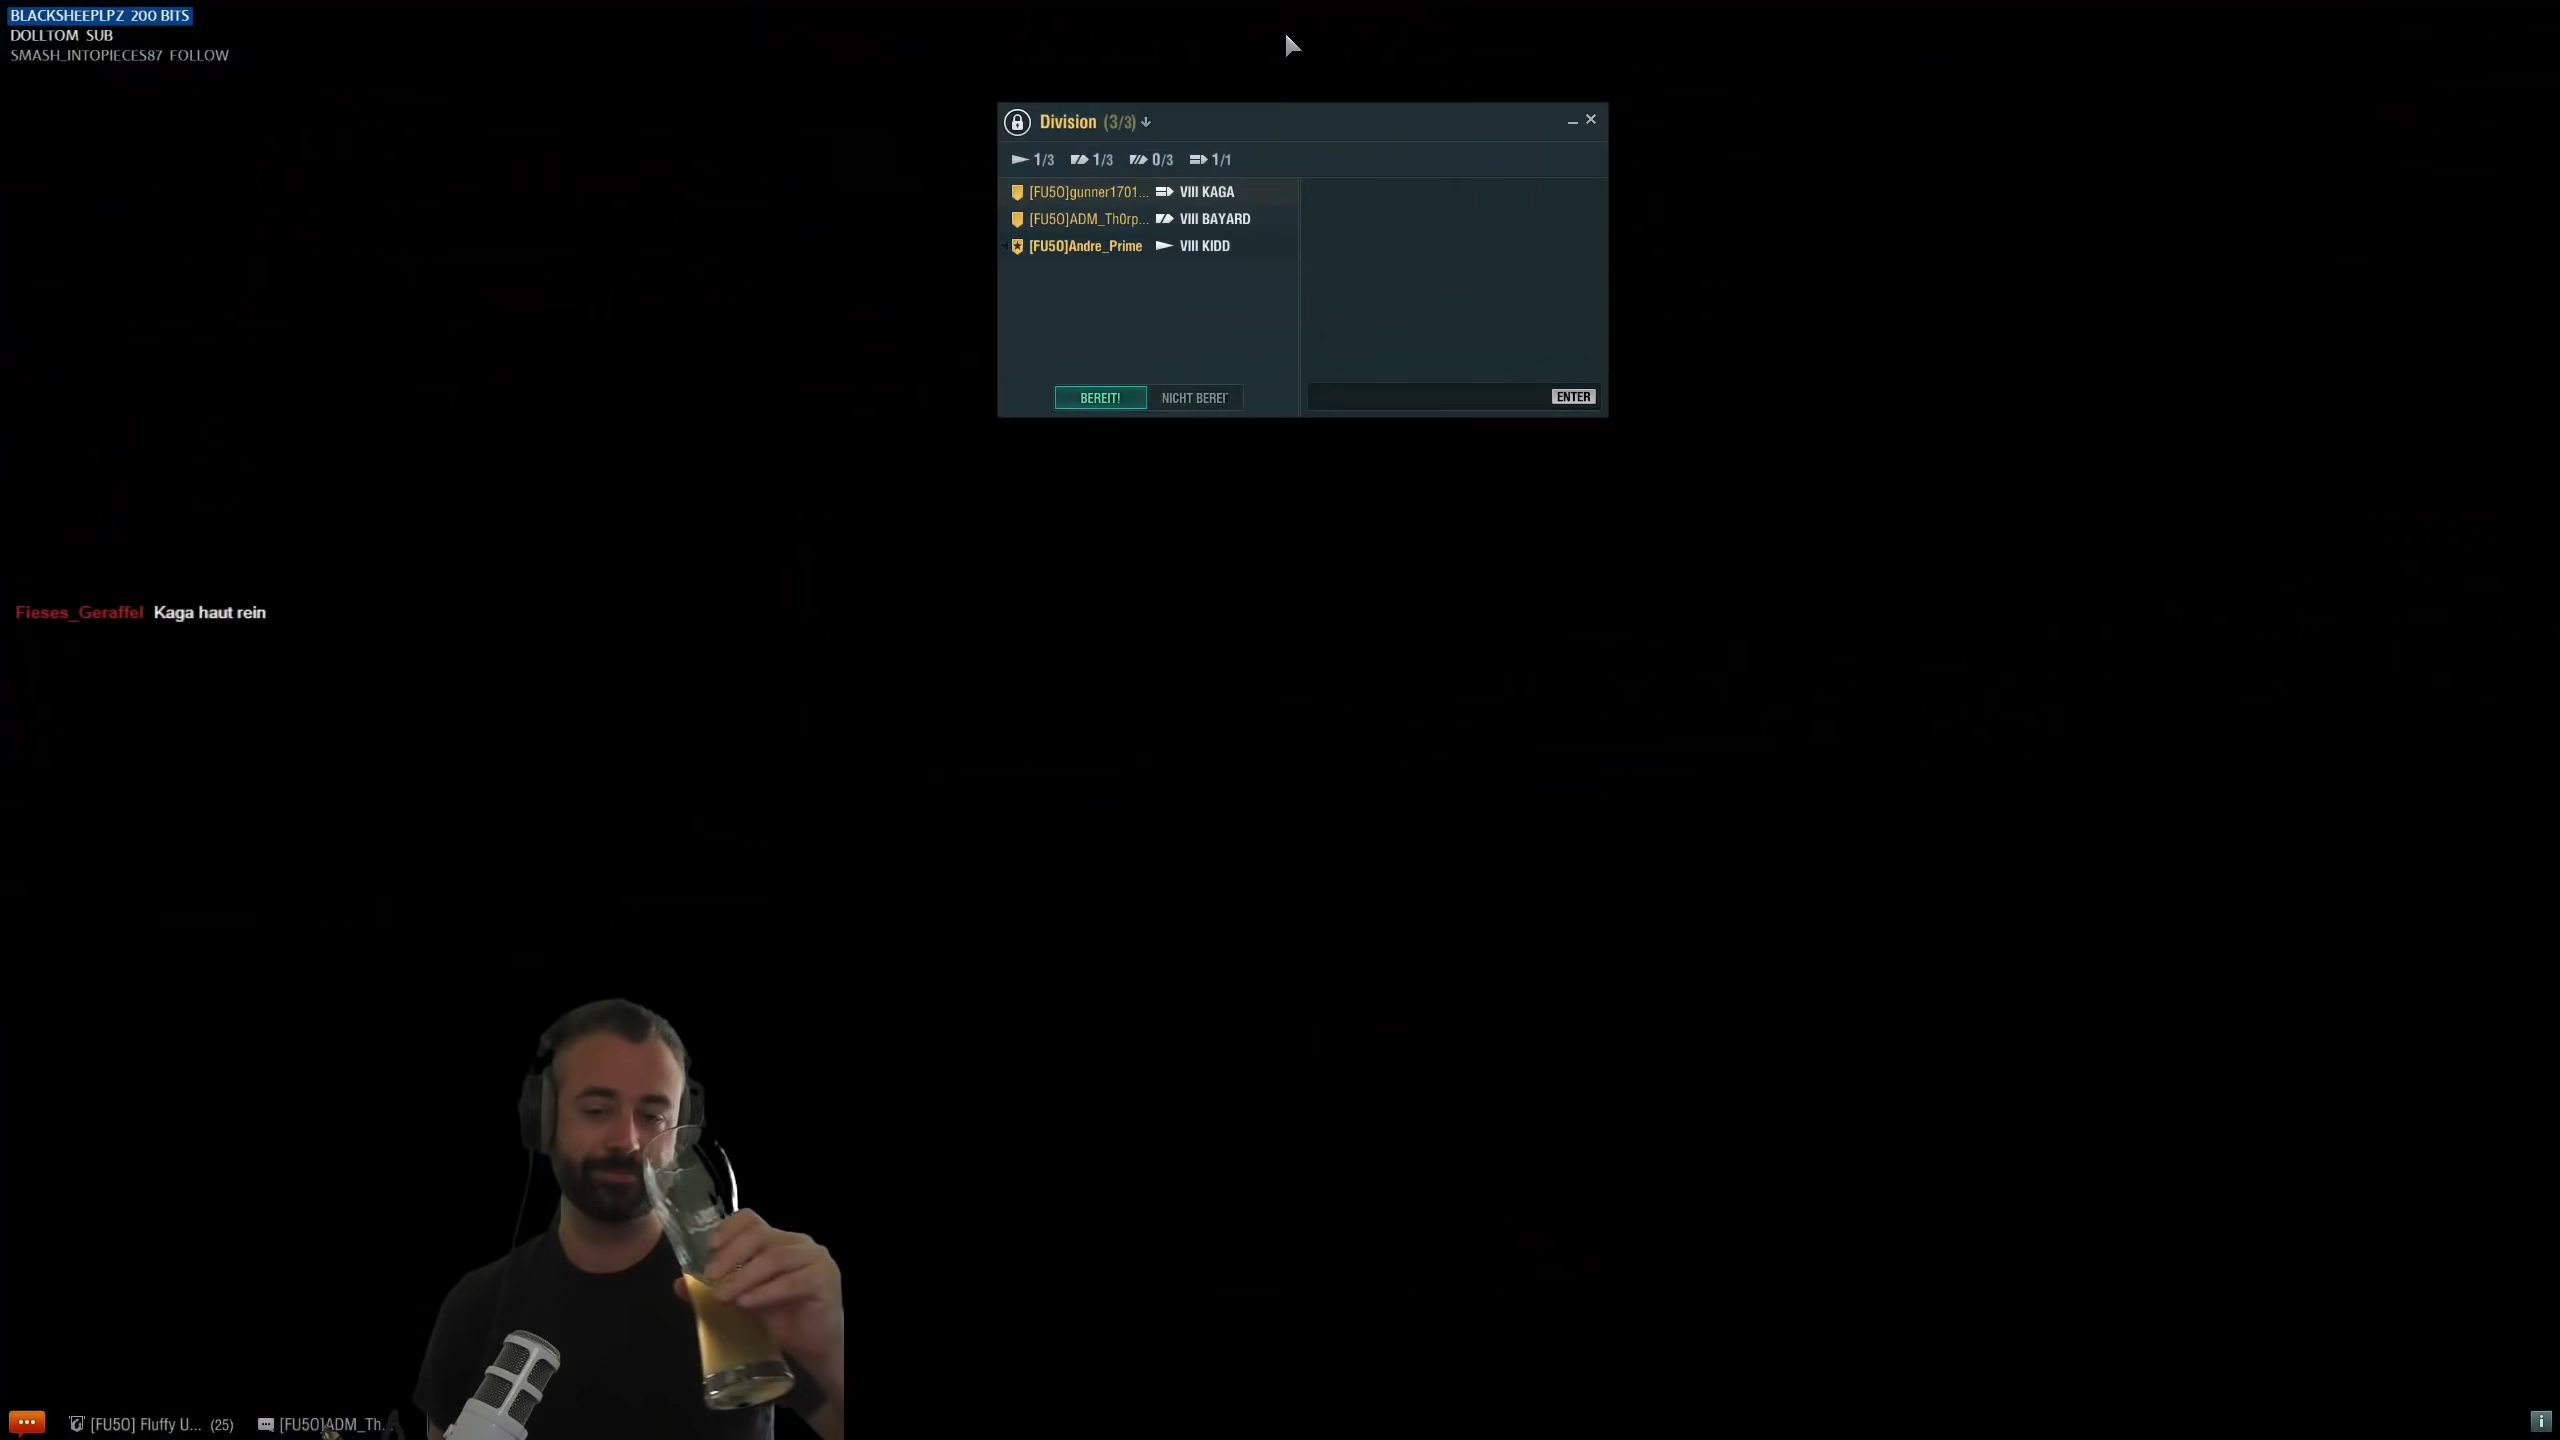 BLACKSHEEPLPZ 200 BITS
DOLLTOM SUB
SMASH_INTOPIECES87 FOLLOW
Division (3/3)
1/3 1/3 0/3 1/1
[FU5O]gunner1701... VIII KAGA
[FU5O]ADM_Th0rp... VIII BAYARD
[FU5O]Andre_Prime VIII KIDD
BEREIT! NICHT BEREI
ENTER
Fieses_Geraffel Kaga haut rein
[FU5O] Fluffy U... (25) [FU5O]ADM_Th...